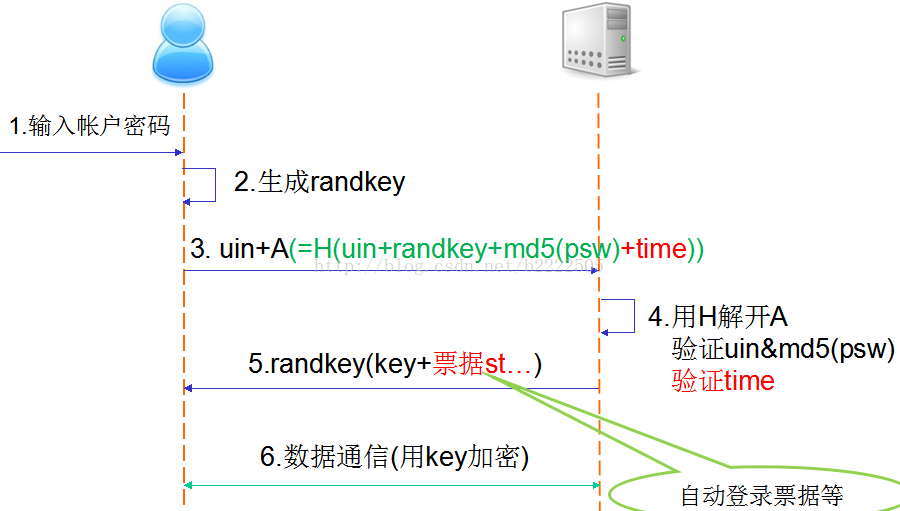 1.输入帐户密码
2.生成randkey
3. uin+A(=H(uin+randkey+md5(psw)+time))
http://blog.csdn.net/b2222505
4.用H解开A
验证uin&md5(psw)
验证time
5.randkey(key+票据st...)
6.数据通信(用key加密)
自动登录票据等